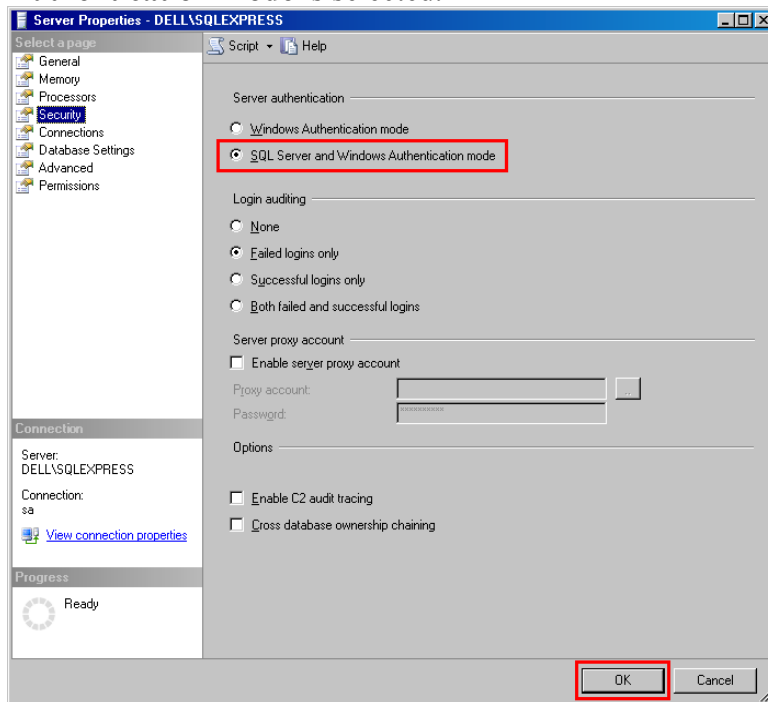 Server Properties - DELL\SQLEXPRESS
Select a page
General
Memory
Processors
Security
Connections
Database Settings
Advanced
Permissions
Script Help
Server authentication
Windows Authentication mode
SQL Server and Windows Authentication mode
Login auditing
None
Failed logins only
Successful logins only
Both failed and successful logins
Server proxy account
Enable server proxy account
Proxy account:
...
Password:
**********
Options
Enable C2 audit tracing
Cross database ownership chaining
Connection
Server:
DELL\SQLEXPRESS
Connection:
sa
View connection properties
Progress
Ready
OK Cancel